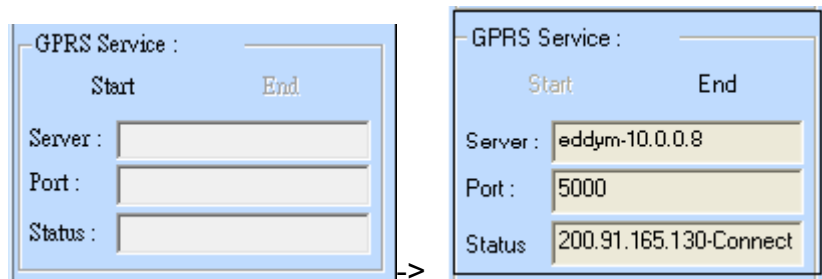 GPRS Service :
Start End
Server :
Port :
Status :
->
GPRS Service :
Start End
Server : eddym-10.0.0.8
Port : 5000
Status 200.91.165.130-Connect